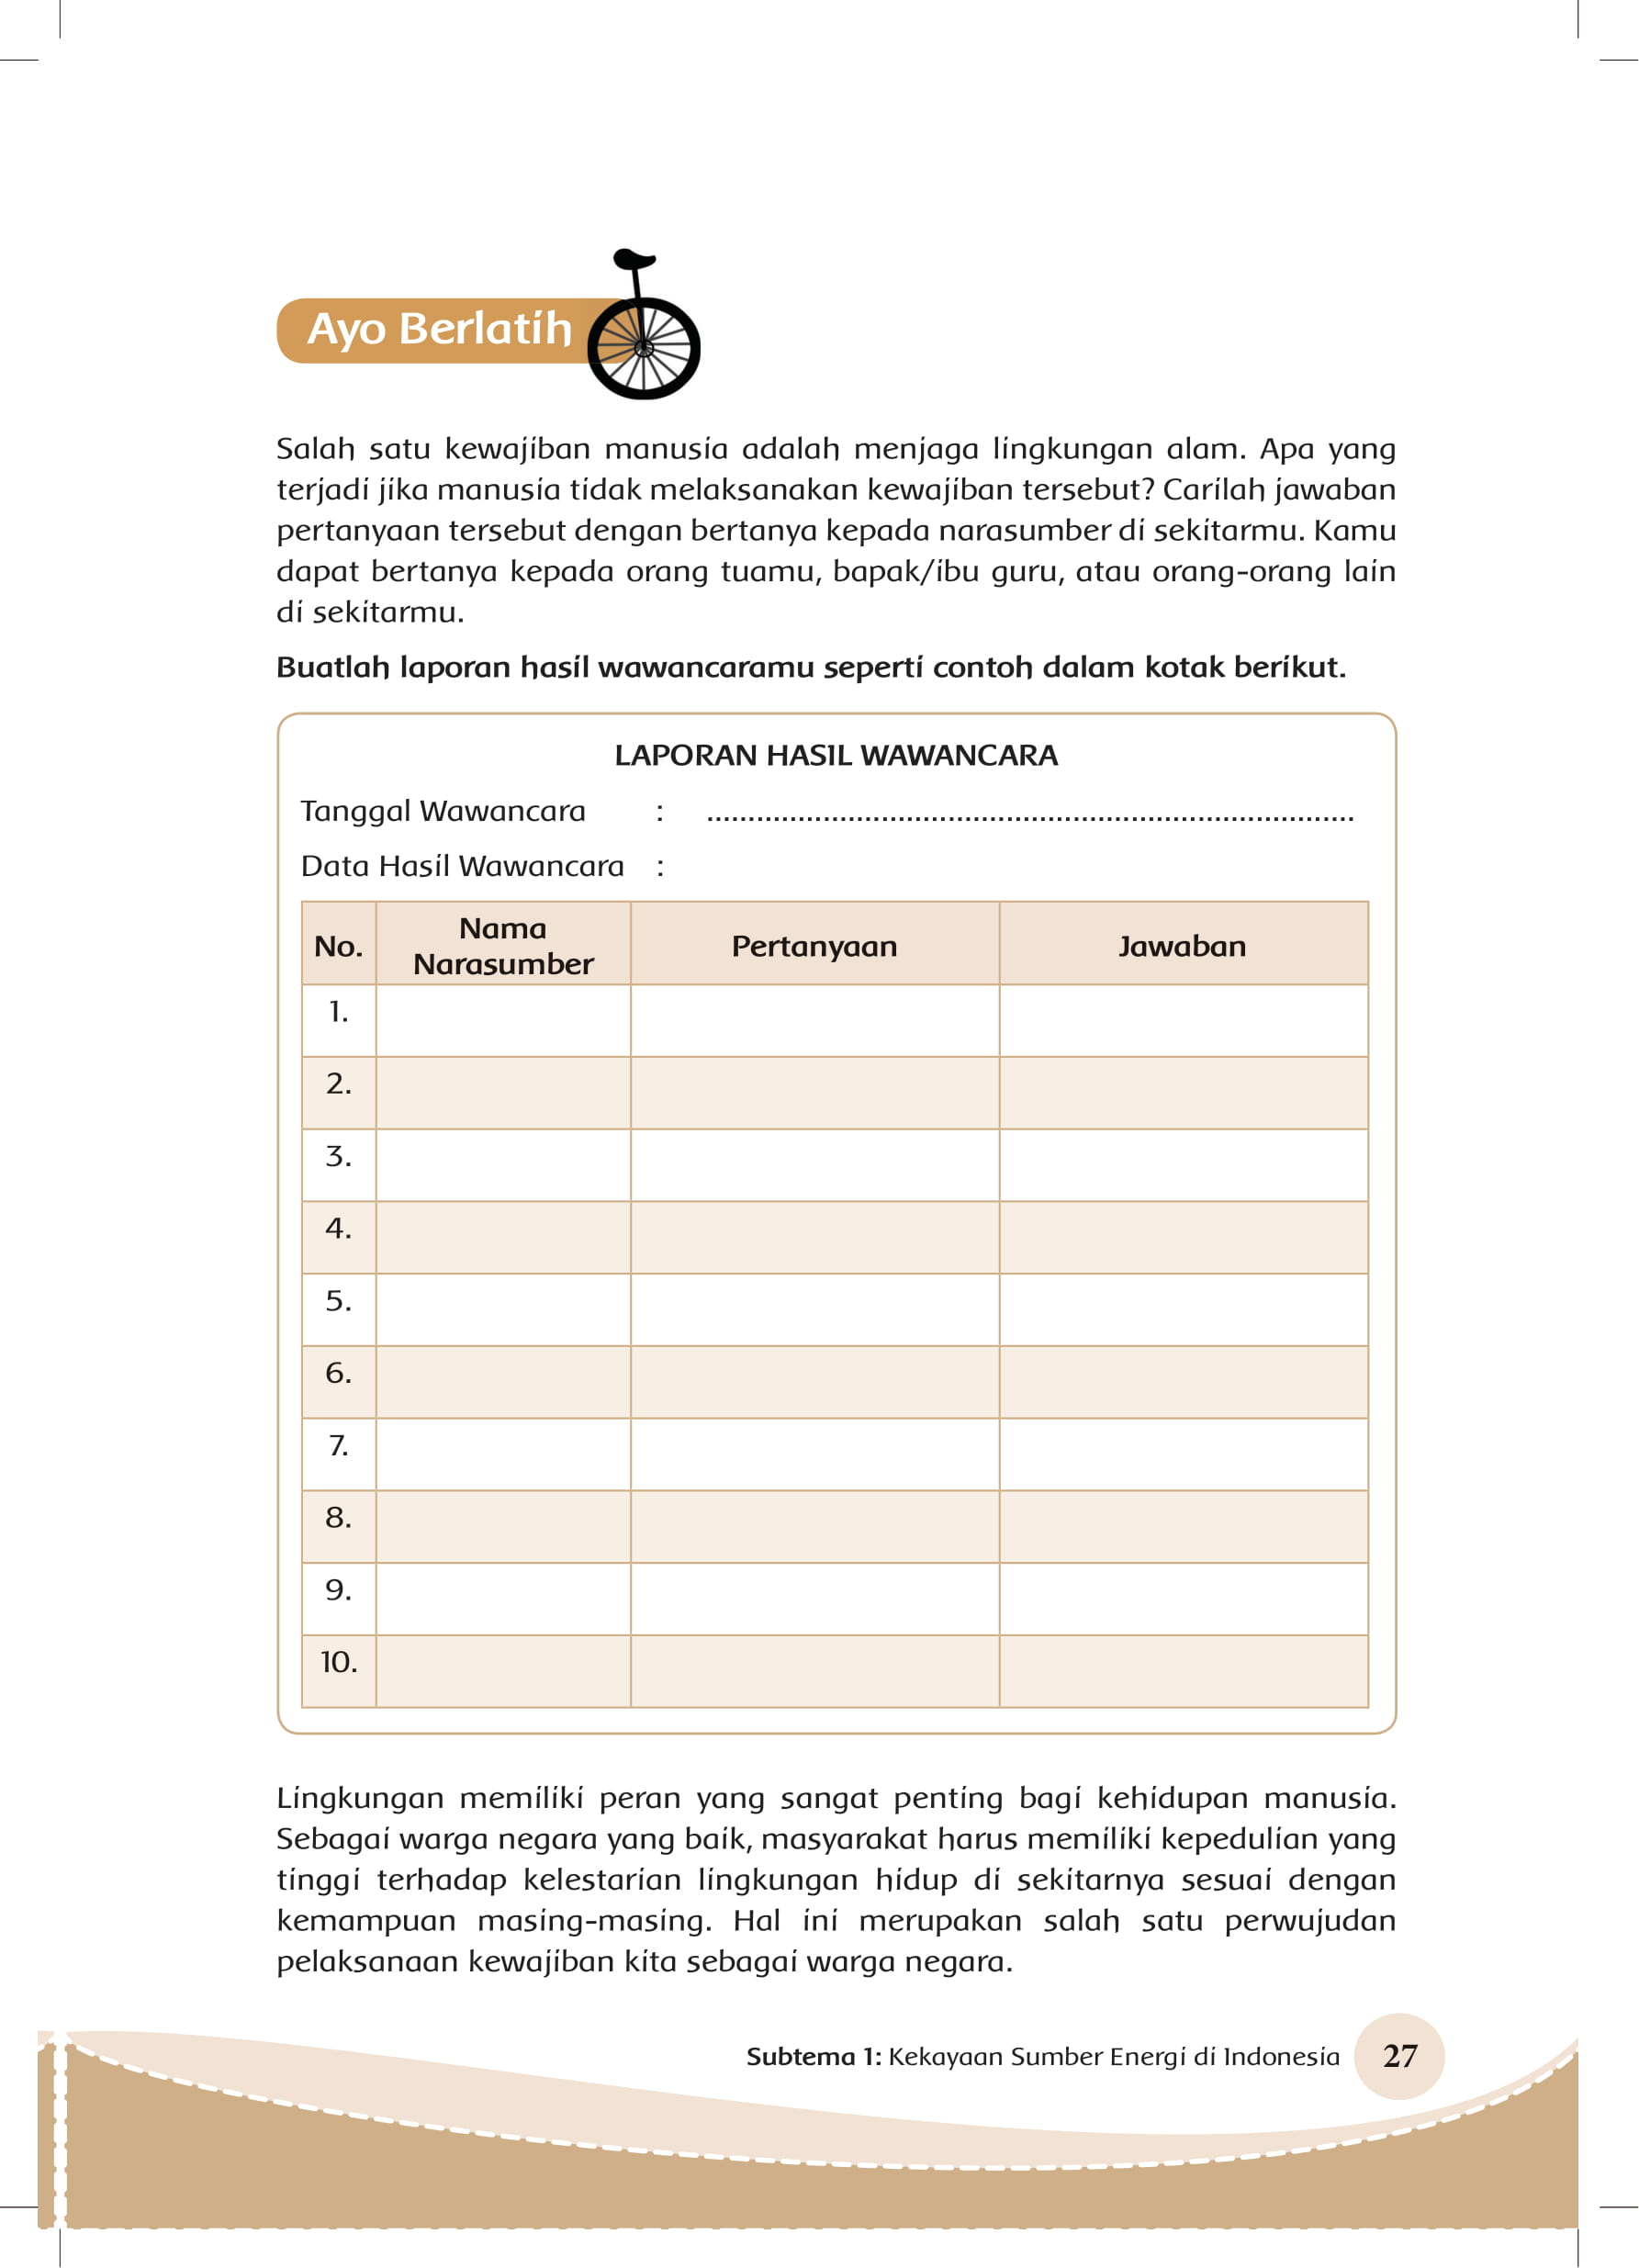 Ayo Berlatih
Salah satu kewajiban manusia adalah menjaga lingkungan alam. Apa yang
terjadi jika manusia tidak melaksanakan kewajiban tersebut? Carilah jawaban
pertanyaan tersebut dengan bertanya kepada narasumber di sekitarmu. Kamu
dapat bertanya kepada orang tuamu, bapak/ibu guru, atau orang-orang lain
di sekitarmu.
Buatlah laporan hasil wawancaramu seperti contoh dalam kotak berikut.
LAPORAN HASIL WAWANCARA
Tanggal Wawancara : ..............................................................................
Data Hasil Wawancara :
No. Nama Narasumber Pertanyaan Jawaban
1.
2.
3.
4.
5.
6.
7.
8.
9.
10.
Lingkungan memiliki peran yang sangat penting bagi kehidupan manusia.
Sebagai warga negara yang baik, masyarakat harus memiliki kepedulian yang
tinggi terhadap kelestarian lingkungan hidup di sekitarnya sesuai dengan
kemampuan masing-masing. Hal ini merupakan salah satu perwujudan
pelaksanaan kewajiban kita sebagai warga negara.
Subtema 1: Kekayaan Sumber Energi di Indonesia 27